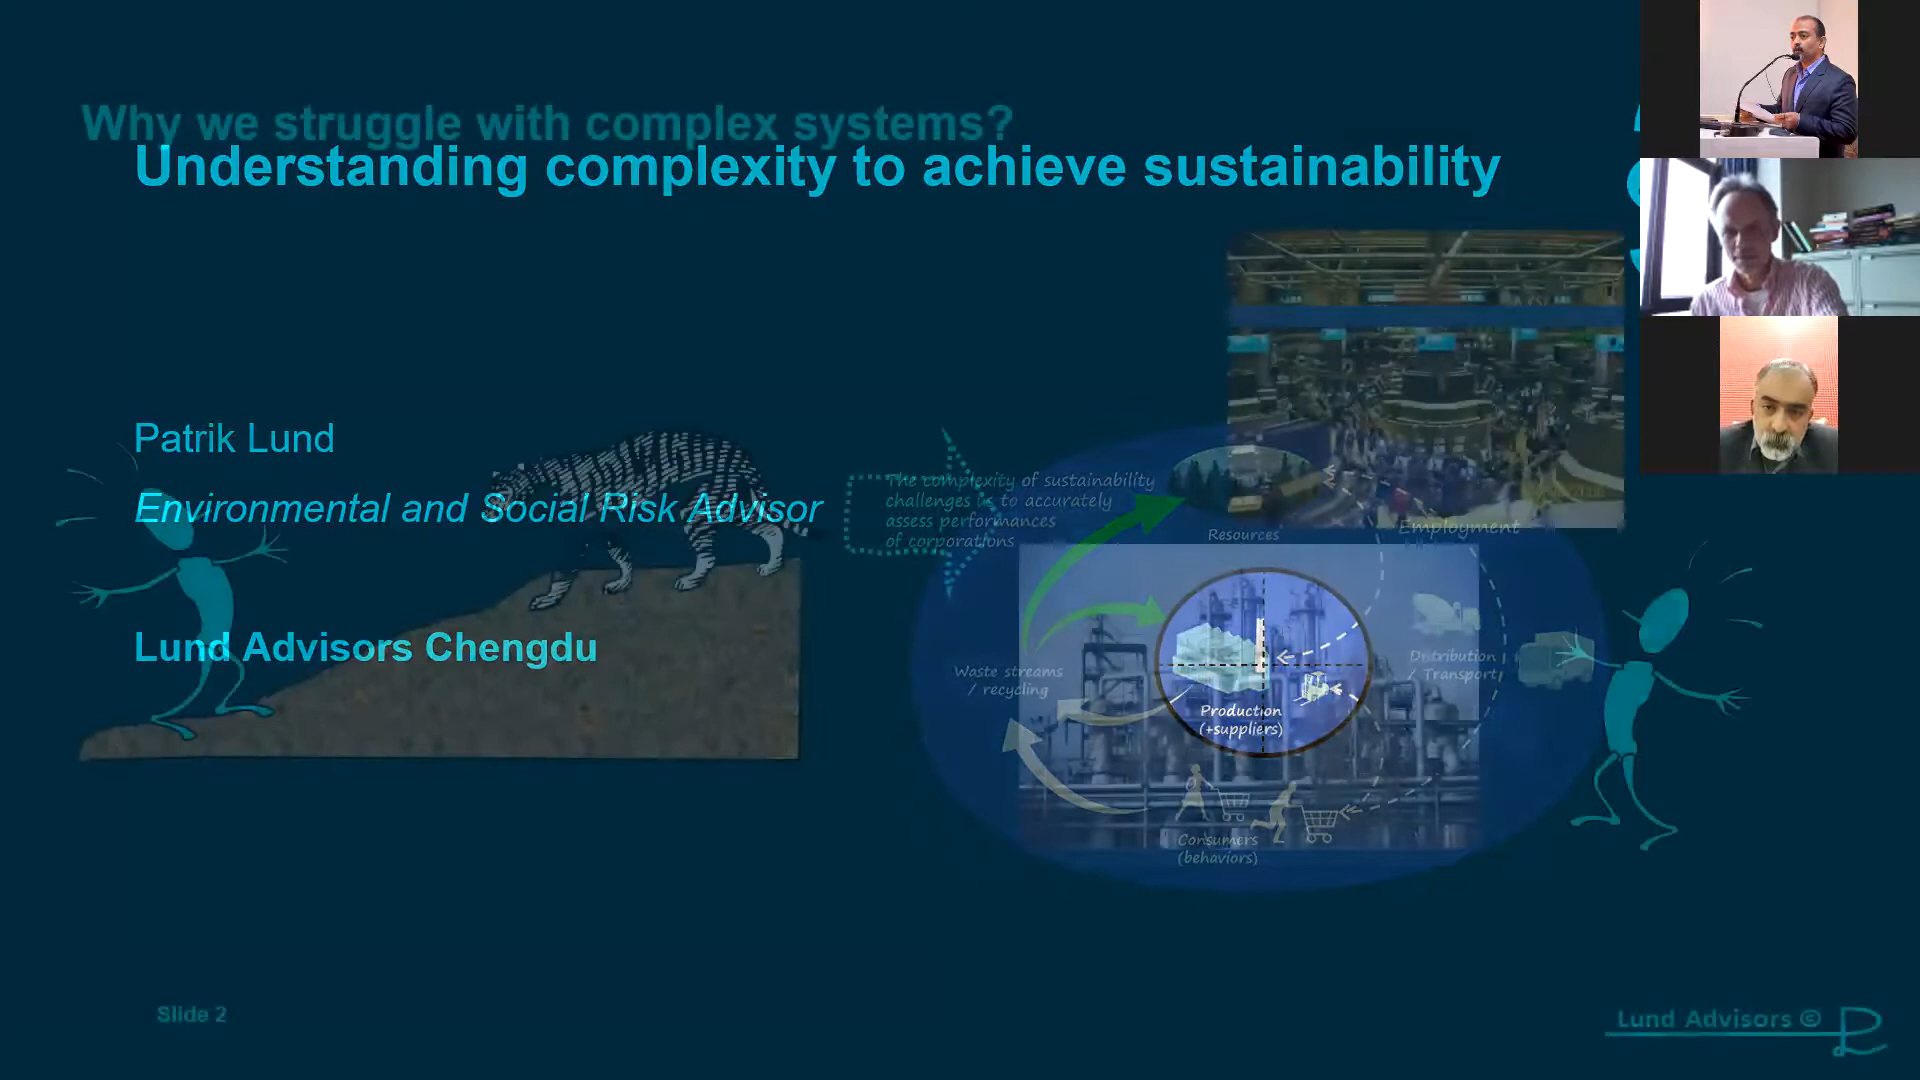 Why we struggle with complex systems?
Understanding complexity to achieve sustainability
Patrik Lund
Environmental and Social Risk Advisor
Lund Advisors Chengdu
The complexity of sustainability
challenges us to accurately
assess performances
of corporations
Resources
Employment
Waste streams
/ recycling
Distribution
/ Transport
Production
(+suppliers)
Consumers
(behaviors)
Slide 2
Lund Advisors ©